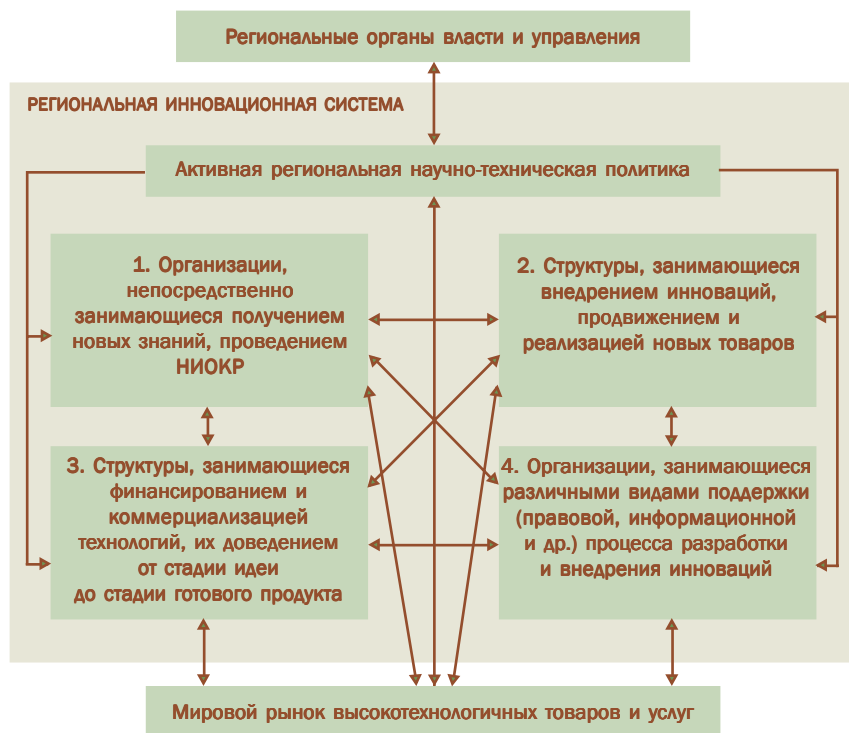 Региональные органы власти и управления
РЕГИОНАЛЬНАЯ ИННОВАЦИОННАЯ СИСТЕМА
Активная региональная научно-техническая политика
1. Организации,
непосредственно
занимающиеся получением
новых знаний, проведением
НИОКР
2. Структуры, занимающиеся
внедрением инноваций,
продвижением и
реализацией новых товаров
3. Структуры, занимающиеся
финансированием и
коммерциализацией
технологий, их доведением
от стадии идеи
до стадии готового продукта
4. Организации, занимающиеся
различными видами поддержки
(правовой, информационной
и др.) процесса разработки
и внедрения инноваций
Мировой рынок высокотехнологичных товаров и услуг